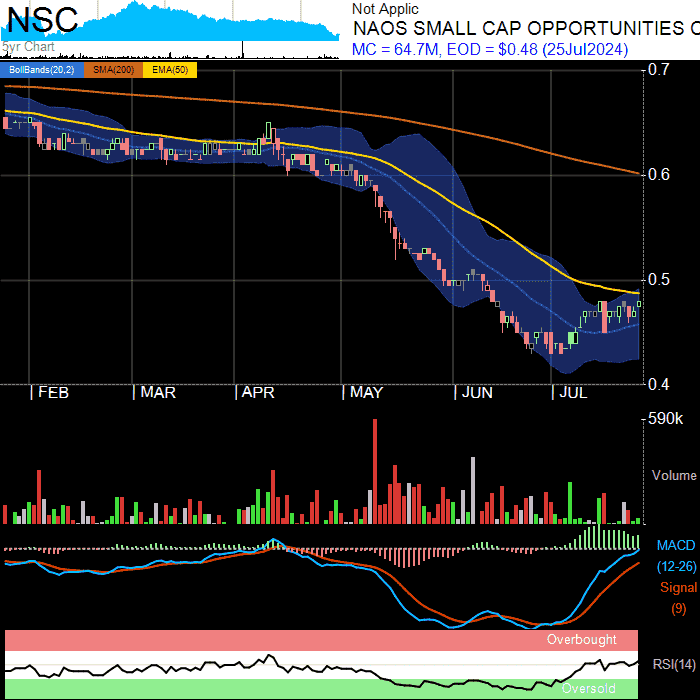 NSC
5yr Chart
Not Applic
NAOS SMALL CAP OPPORTUNITIES C
MC = 64.7M, EOD = $0.48 (25Jul2024)
BollBands(20,2) SMA(200) EMA(50)
0.7
0.6
0.5
0.4
| FEB | MAR | APR | MAY | JUN | JUL
590k
Volume
MACD
(12-26)
Signal
(9)
Overbought
RSI(14)
Oversold